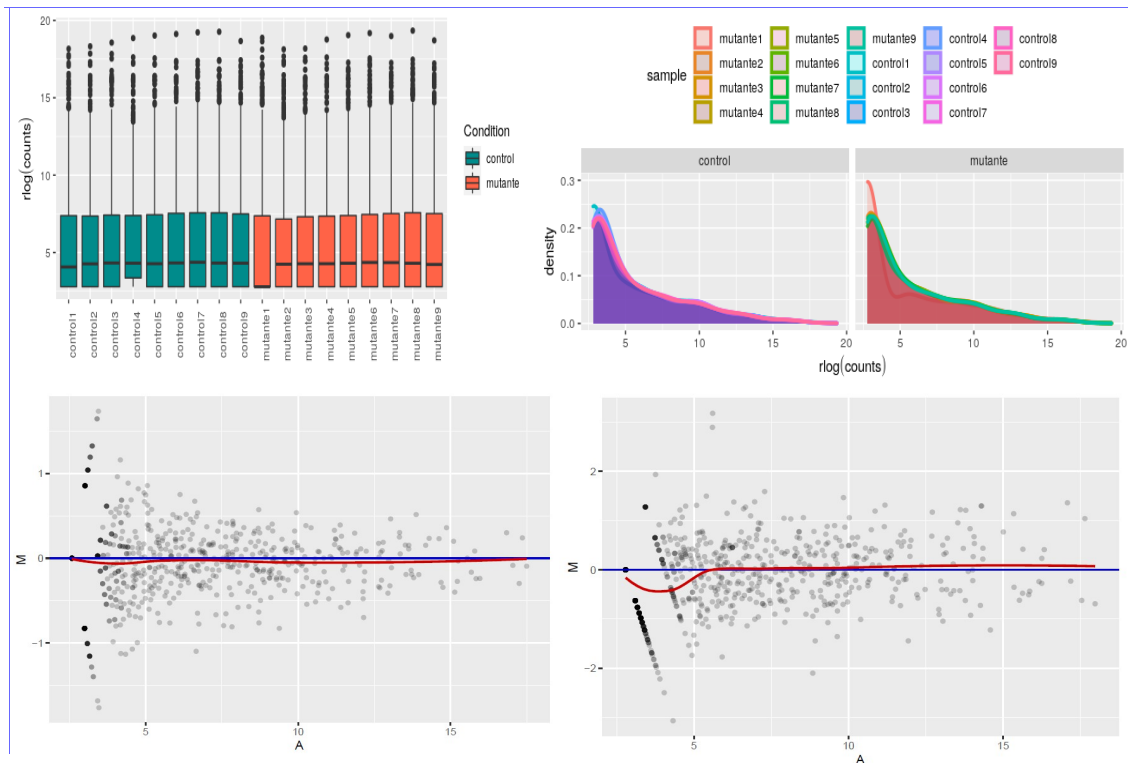 20
15
10
5
rlog(counts)
control1
control2
control3
control4
control5
control6
control7
control8
control9
mutante1
mutante2
mutante3
mutante4
mutante5
mutante6
mutante7
mutante8
mutante9
Condition
control
mutante
sample
mutante1 mutante5 mutante9 control4 control8
mutante2 mutante6 control1 control5 control9
mutante3 mutante7 control2 control6
mutante4 mutante8 control3 control7
control mutante
0.3
0.2
0.1
0.0
density
5 10 15 20 5 10 15 20
rlog(counts)
1
0
−1
M
5 10 15
A
2
0
−2
M
5 10 15
A